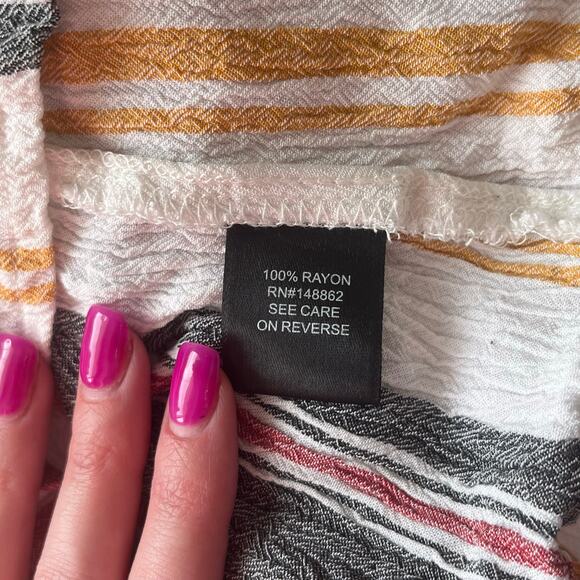 100% RAYON
RN#148862
SEE CARE
ON REVERSE